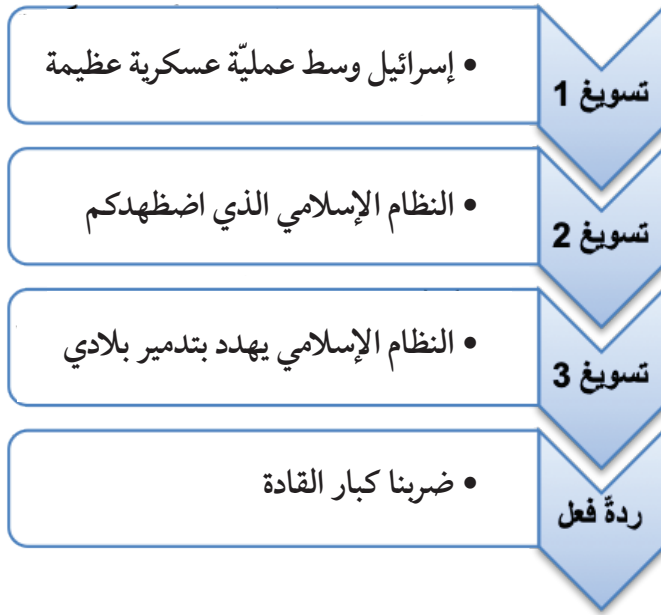 تسويغ 1
• إسرائيل وسط عمليّة عسكرية عظيمة
تسويغ 2
• النظام الإسلامي الذي اضظهدكم
تسويغ 3
• النظام الإسلامي يهدد بتدمير بلادي
ردةّ فعل
• ضربنا كبار القادة